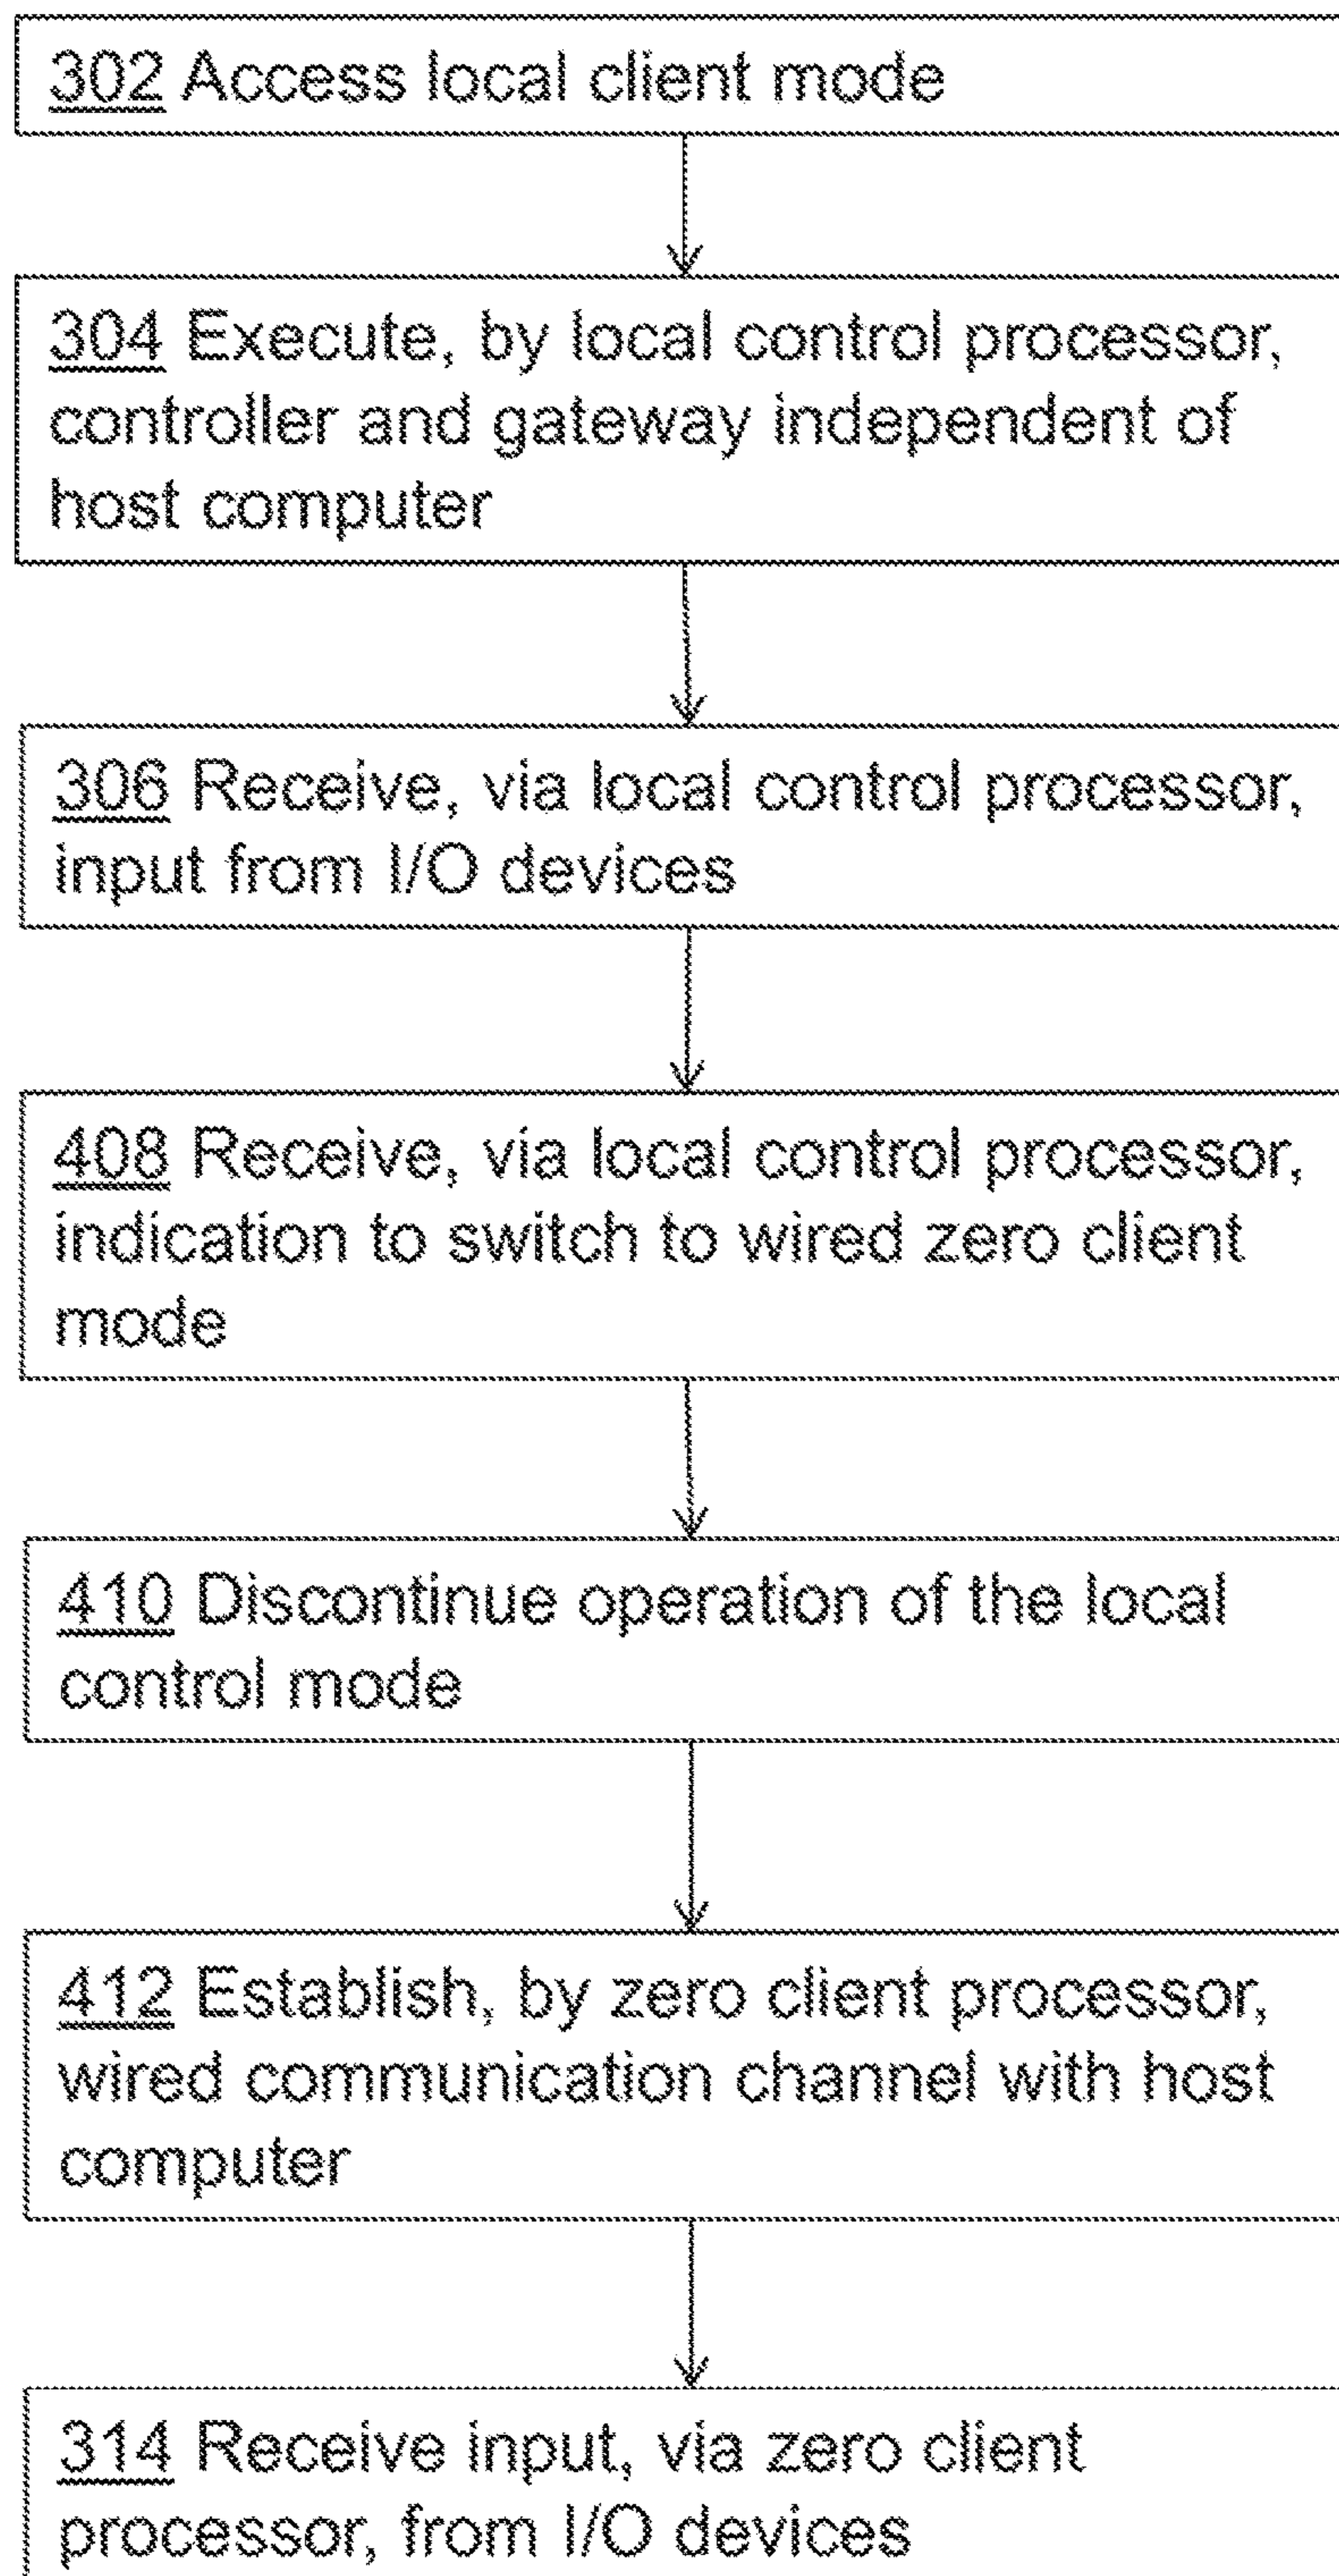 302 Access local client mode
304 Execute, by local control processor,
controller and gateway independent of
host computer
306 Receive, via local control processor,
input from I/O devices
408 Receive, via local control processor,
indication to switch to wired zero client
mode
410 Discontinue operation of the local
control mode
412 Establish, by zero client processor,
wired communication channel with host
computer
314 Receive input, via zero client
processor, from I/O devices